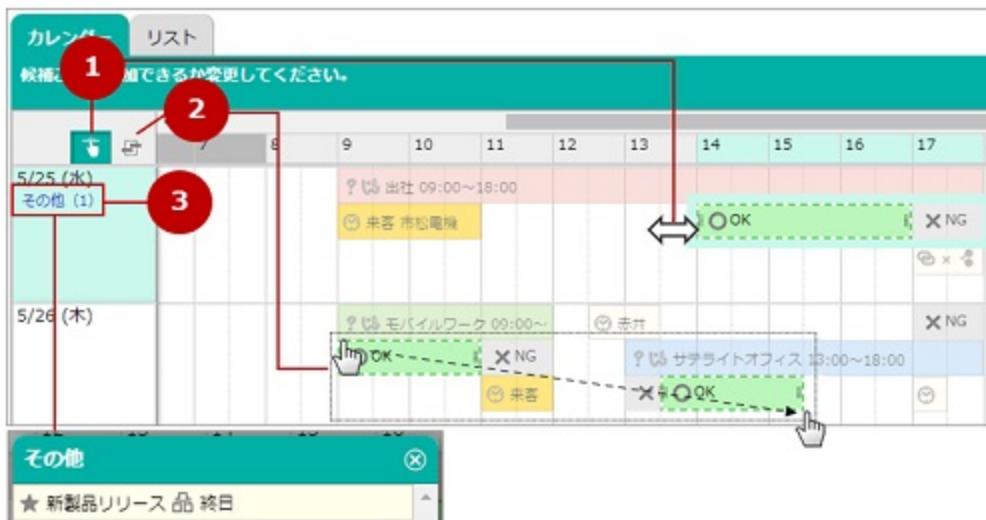 カレンダー リスト
1
加できるか変更してください。
2
7 8 9 10 11 12 13 14 15 16 17
5/25 (水)
その他 (1)
3
出社 09:00～18:00
来客 市松電機
OK
NG
5/26 (木)
モバイルワーク 09:00～
赤井
NG
OK
NG
サテライトオフィス 13:00～18:00
来客
OK
その他
新製品リリース 終日